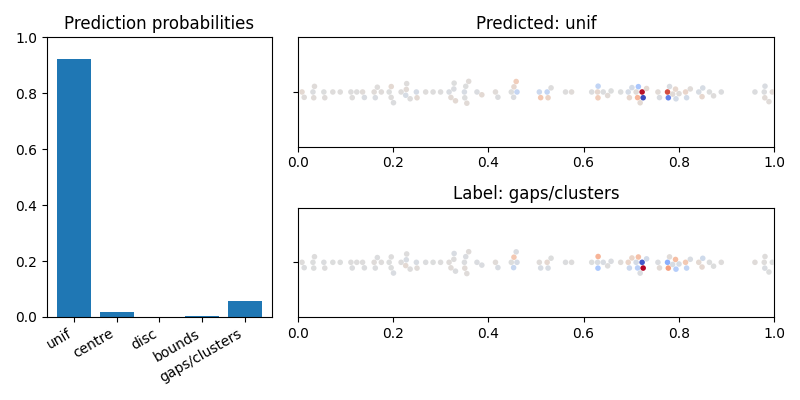 Prediction probabilities
1.0
0.8
0.6
0.4
0.2
0.0
unif
centre
disc
bounds
gaps/clusters
Predicted: unif
0.0 0.2 0.4 0.6 0.8 1.0
Label: gaps/clusters
0.0 0.2 0.4 0.6 0.8 1.0